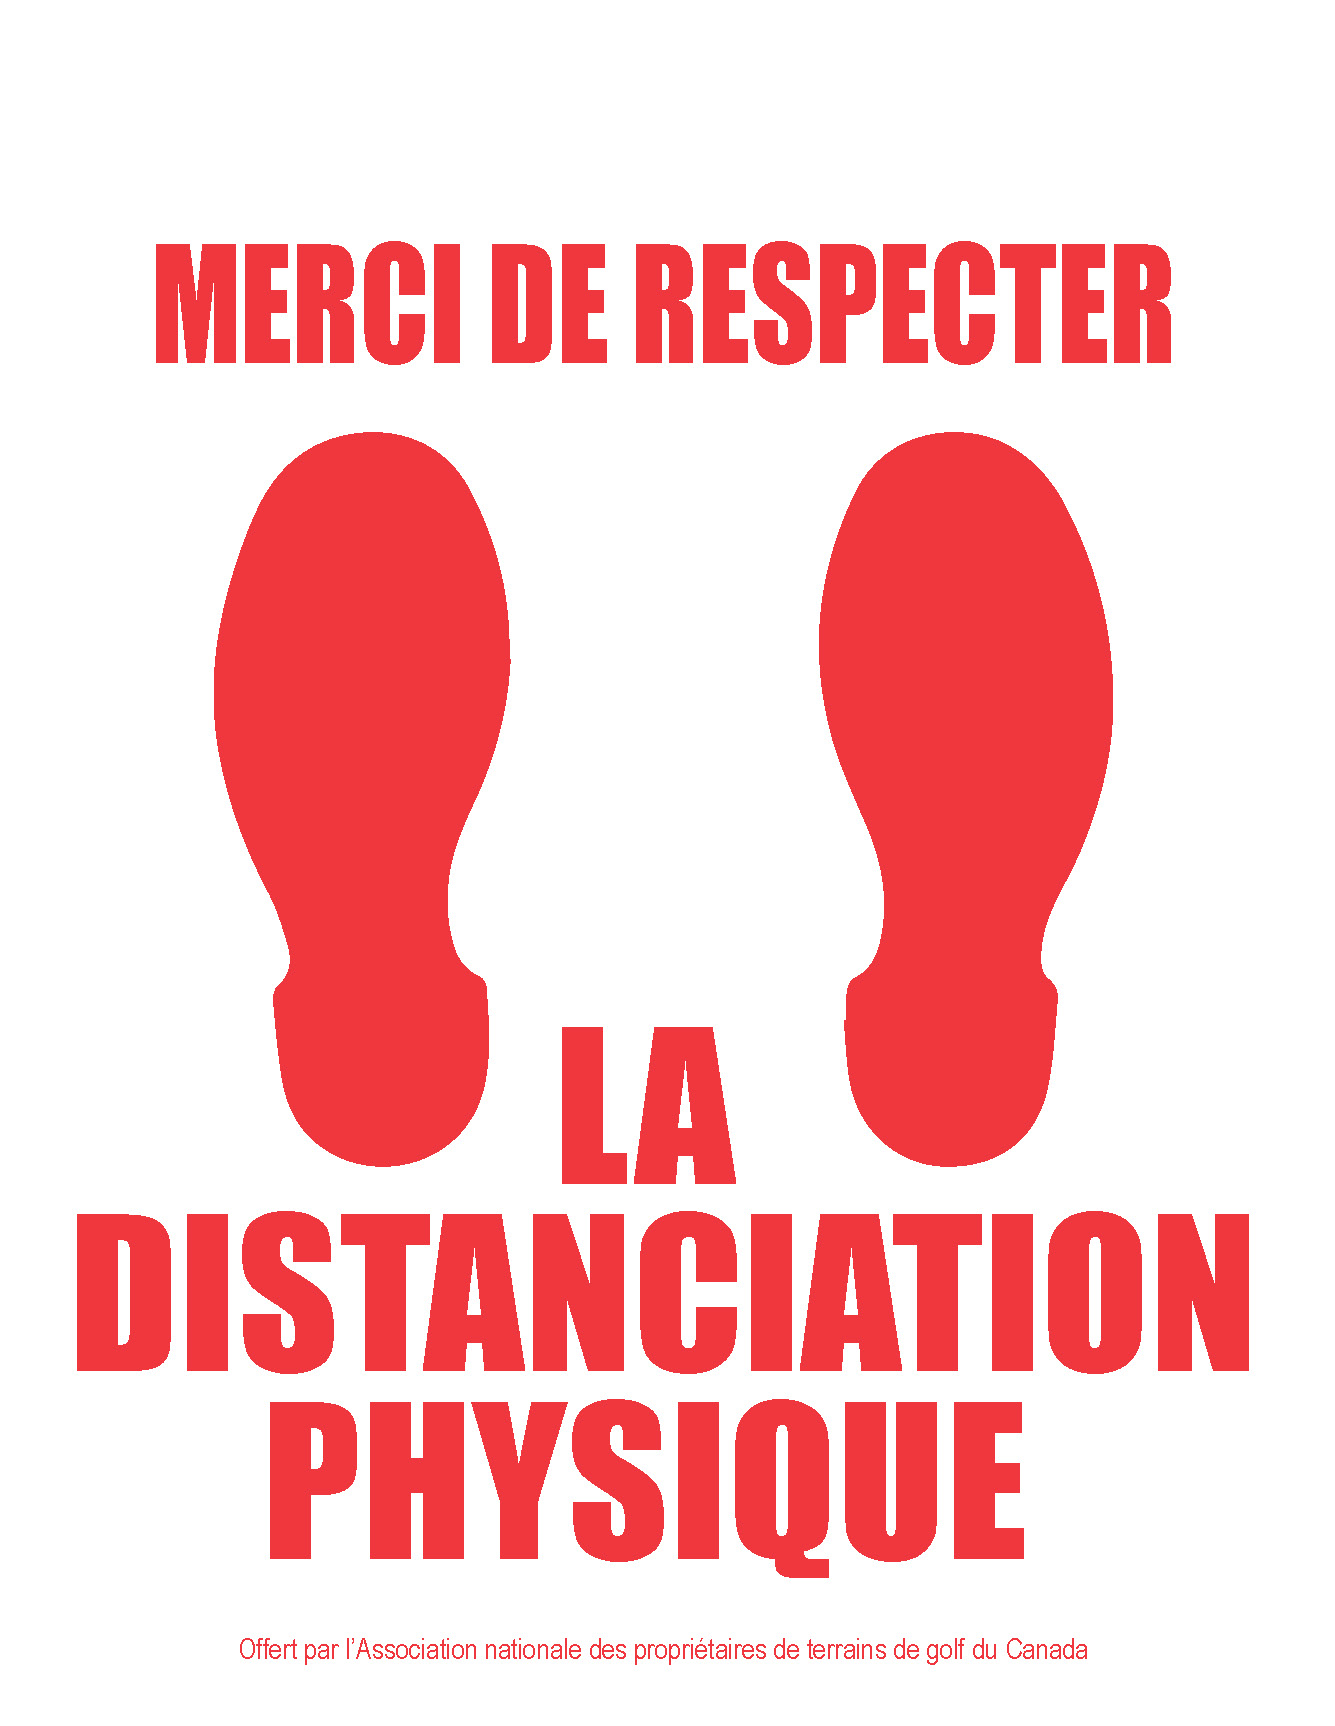 MERCI DE RESPECTER
LA
DISTANCIATION
PHYSIQUE
Offert par l’Association nationale des propriétaires de terrains de golf du Canada